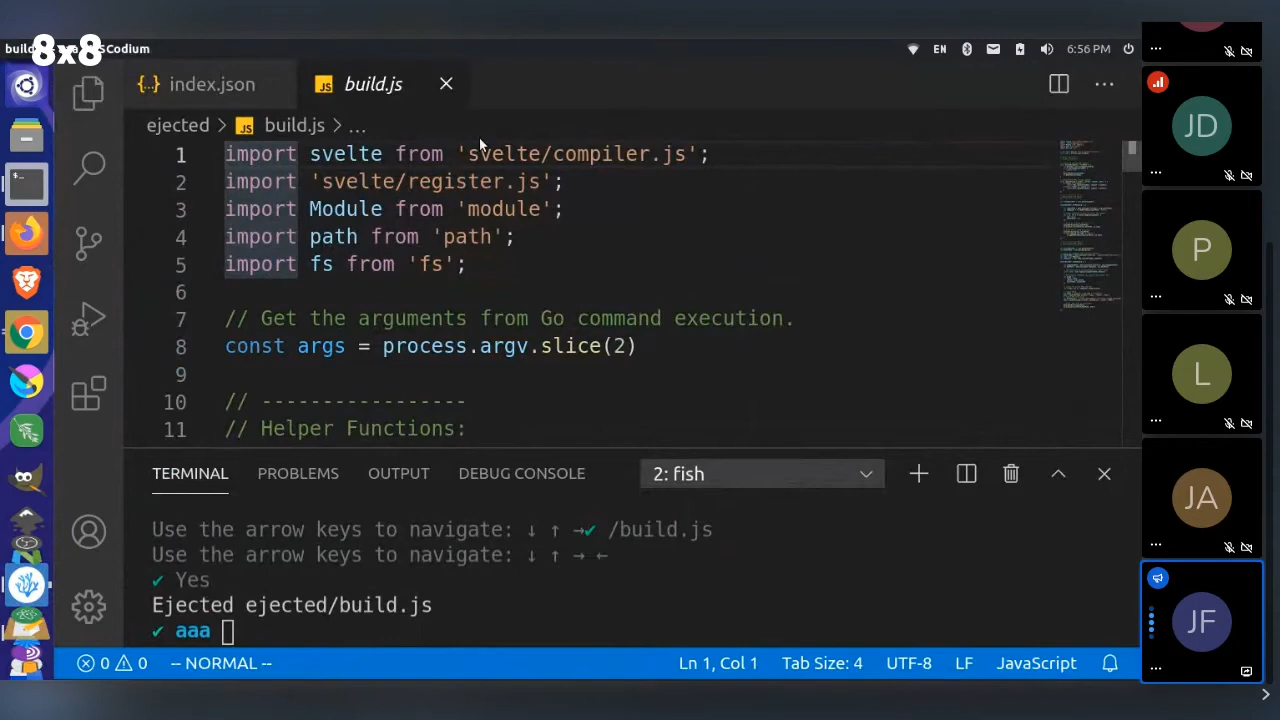 8x8
build
SCodium
EN
6:56 PM
index.json
JS build.js
ejected > JS build.js > ...
1 import svelte from 'svelte/compiler.js';
2 import 'svelte/register.js';
3 import Module from 'module';
4 import path from 'path';
5 import fs from 'fs';
6
7 // Get the arguments from Go command execution.
8 const args = process.argv.slice(2)
9
10 // -----------------
11 // Helper Functions:
TERMINAL PROBLEMS OUTPUT DEBUG CONSOLE 2: fish
Use the arrow keys to navigate: ↓ ↑ →✔ /build.js
Use the arrow keys to navigate: ↓ ↑ → ←
✔ Yes
Ejected ejected/build.js
✔ aaa
0 0 -- NORMAL -- Ln 1, Col 1 Tab Size: 4 UTF-8 LF JavaScript
JD
P
L
JA
JF